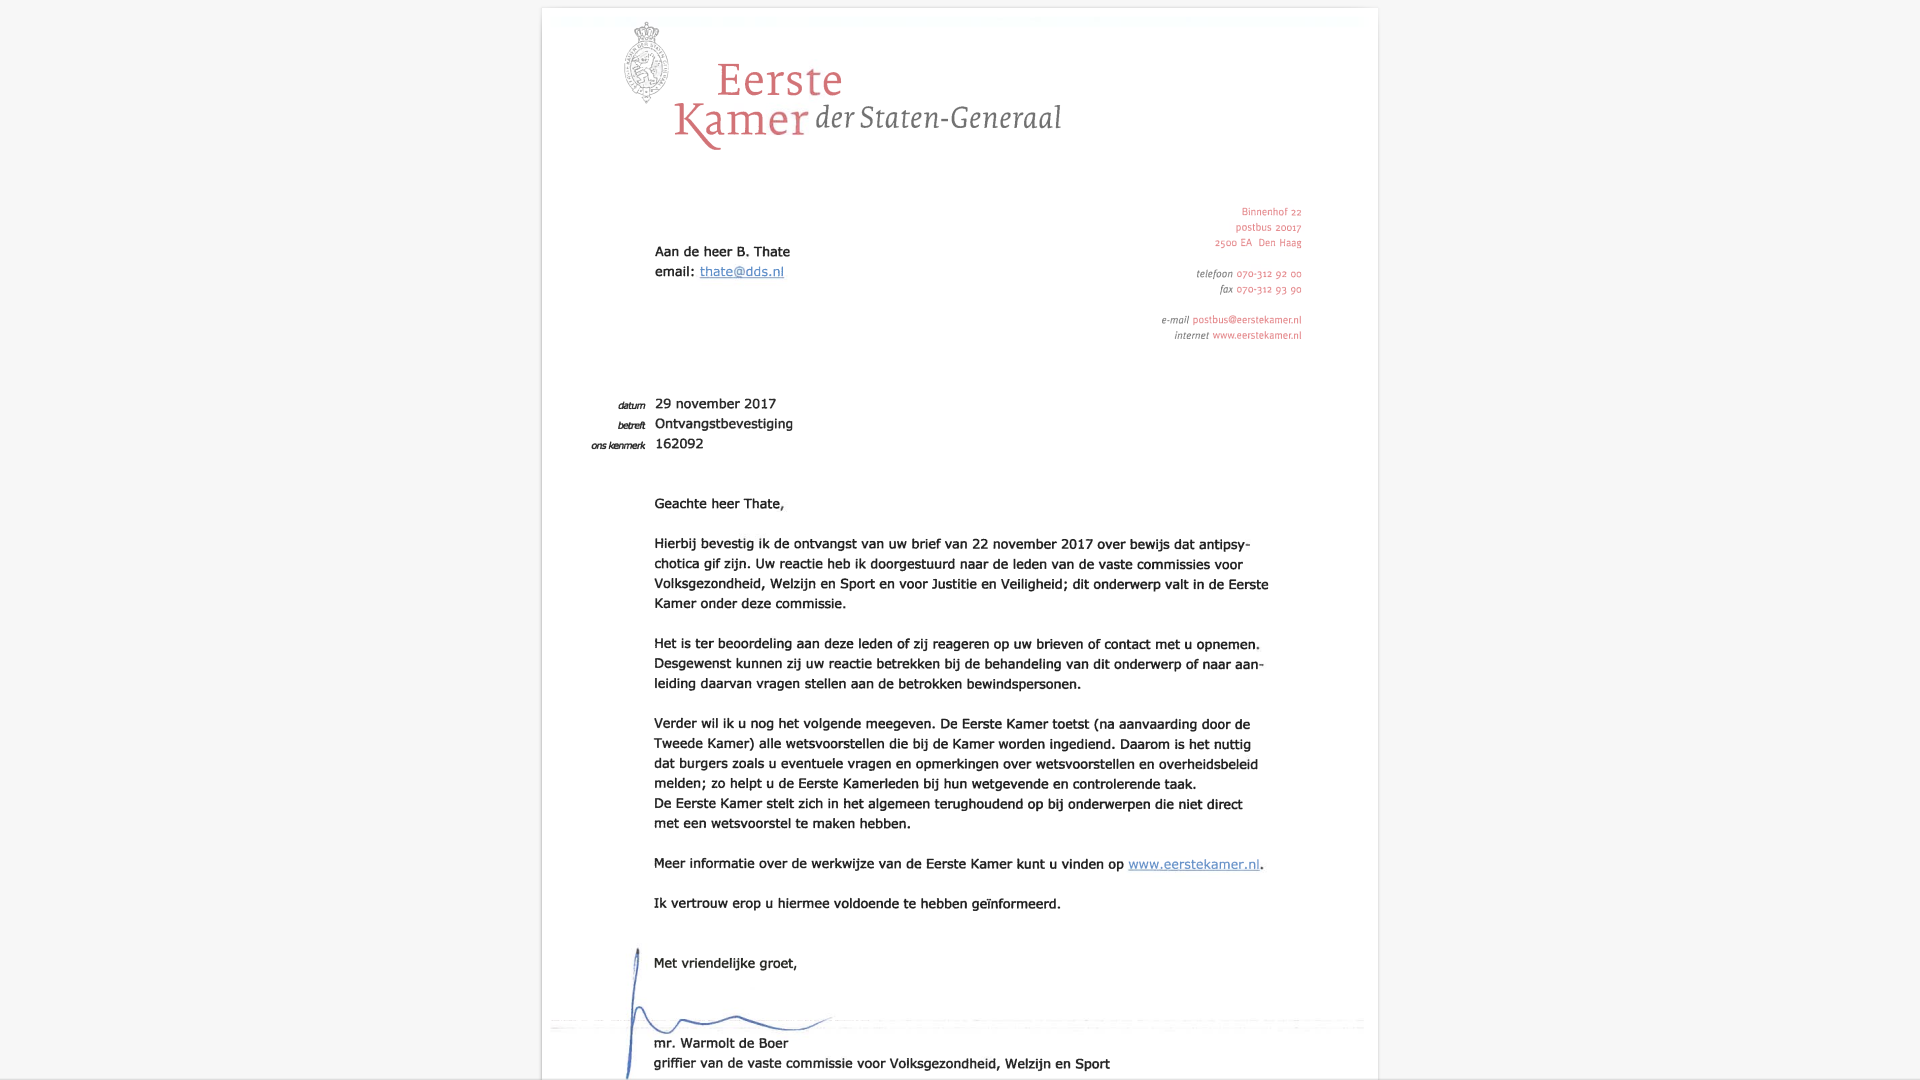 Eerste
Kamer der Staten-Generaal
Binnenhof 22
postbus 20017
2500 EA Den Haag
telefoon 070-312 92 00
fax 070-312 93 90
e-mail postbus@eerstekamer.nl
internet www.eerstekamer.nl
Aan de heer B. Thate
email: thate@dds.nl
datum 29 november 2017
betreft Ontvangstbevestiging
ons kenmerk 162092
Geachte heer Thate,
Hierbij bevestig ik de ontvangst van uw brief van 22 november 2017 over bewijs dat antipsy-
chotica gif zijn. Uw reactie heb ik doorgestuurd naar de leden van de vaste commissies voor
Volksgezondheid, Welzijn en Sport en voor Justitie en Veiligheid; dit onderwerp valt in de Eerste
Kamer onder deze commissie.
Het is ter beoordeling aan deze leden of zij reageren op uw brieven of contact met u opnemen.
Desgewenst kunnen zij uw reactie betrekken bij de behandeling van dit onderwerp of naar aan-
leiding daarvan vragen stellen aan de betrokken bewindspersonen.
Verder wil ik u nog het volgende meegeven. De Eerste Kamer toetst (na aanvaarding door de
Tweede Kamer) alle wetsvoorstellen die bij de Kamer worden ingediend. Daarom is het nuttig
dat burgers zoals u eventuele vragen en opmerkingen over wetsvoorstellen en overheidsbeleid
melden; zo helpt u de Eerste Kamerleden bij hun wetgevende en controlerende taak.
De Eerste Kamer stelt zich in het algemeen terughoudend op bij onderwerpen die niet direct
met een wetsvoorstel te maken hebben.
Meer informatie over de werkwijze van de Eerste Kamer kunt u vinden op www.eerstekamer.nl.
Ik vertrouw erop u hiermee voldoende te hebben geïnformeerd.
Met vriendelijke groet,
mr. Warmolt de Boer
griffier van de vaste commissie voor Volksgezondheid, Welzijn en Sport